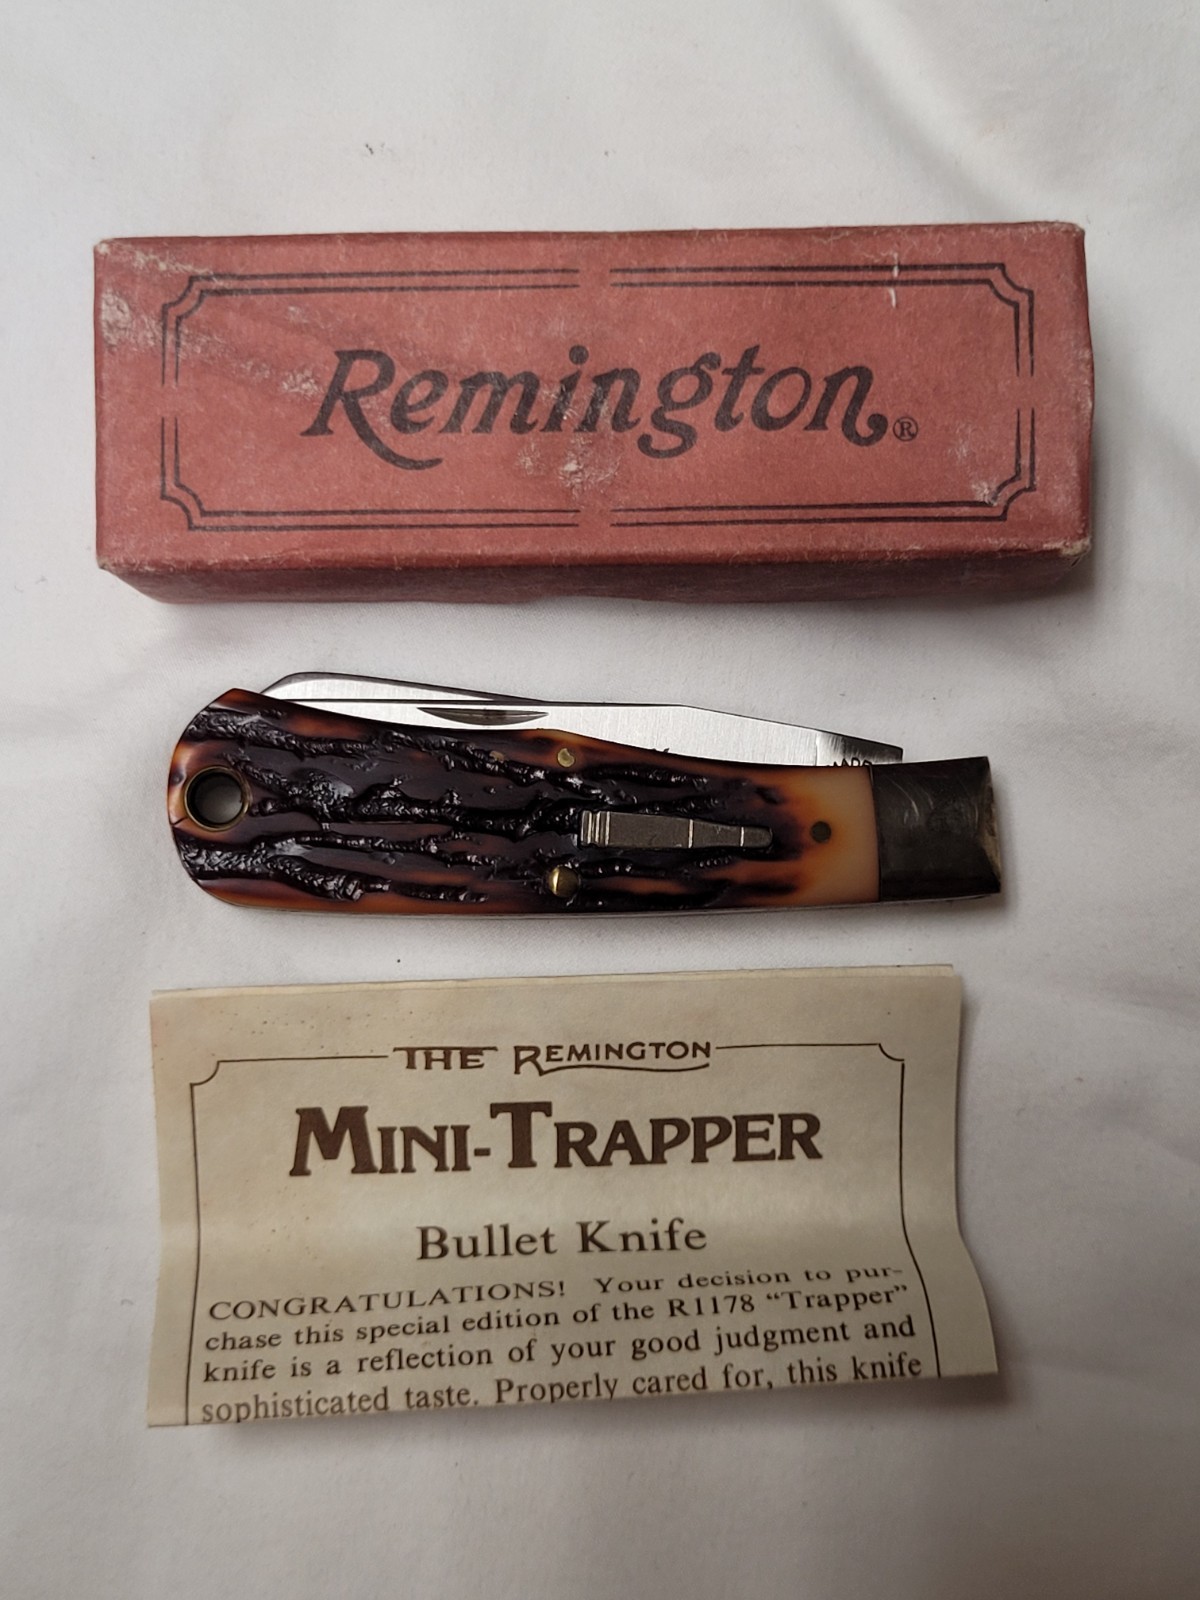 Remington®
THE REMINGTON
MINI-TRAPPER
Bullet Knife
CONGRATULATIONS! Your decision to pur-
chase this special edition of the R1178 “Trapper”
knife is a reflection of your good judgment and
sophisticated taste. Properly cared for, this knife